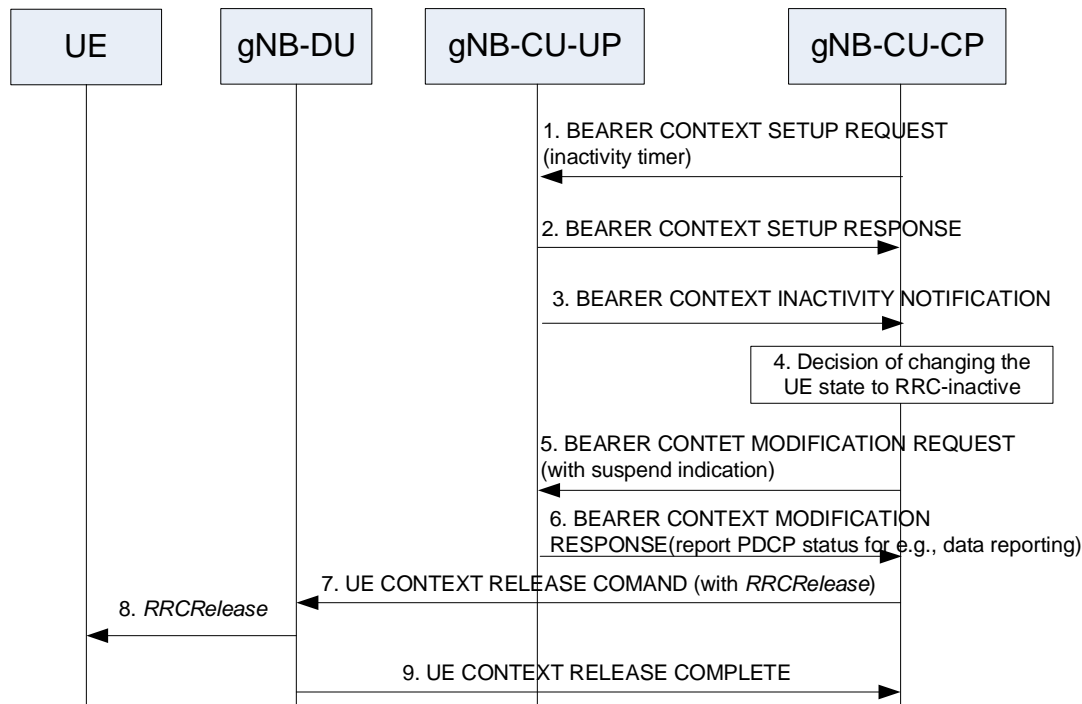 UE
gNB-DU
gNB-CU-UP
gNB-CU-CP
1. BEARER CONTEXT SETUP REQUEST
(inactivity timer)
2. BEARER CONTEXT SETUP RESPONSE
3. BEARER CONTEXT INACTIVITY NOTIFICATION
4. Decision of changing the
UE state to RRC-inactive
5. BEARER CONTET MODIFICATION REQUEST
(with suspend indication)
6. BEARER CONTEXT MODIFICATION
RESPONSE(report PDCP status for e.g., data reporting)
7. UE CONTEXT RELEASE COMAND (with RRCRelease)
8. RRCRelease
9. UE CONTEXT RELEASE COMPLETE